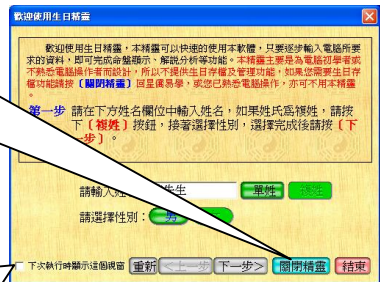 歡迎使用生日精靈
歡迎使用生日精靈，本精靈可以快速的使用本軟體，只要逐步輸入電腦所要
求的資料，即可完成命盤顯示、解說分析等功能。本精靈主要是為電腦初學者或
不熟悉電腦操作者而設計，所以不提供生日存檔及管理功能，如果您需要生日存
檔功能請按〔關閉精靈〕回星僑易學，或您已熟悉電腦操作，亦可不用本精靈
。
第一步 請在下方姓名欄位中輸入姓名，如果姓氏為複姓，請按
下〔複姓〕按鈕，接著選擇性別，選擇完成後請按〔下
一步〕。
請輸入姓 先生 單姓 複姓
請選擇性別： 男
下次執行時顯示這個視窗 重新 <上一步 下一步> 關閉精靈 結束